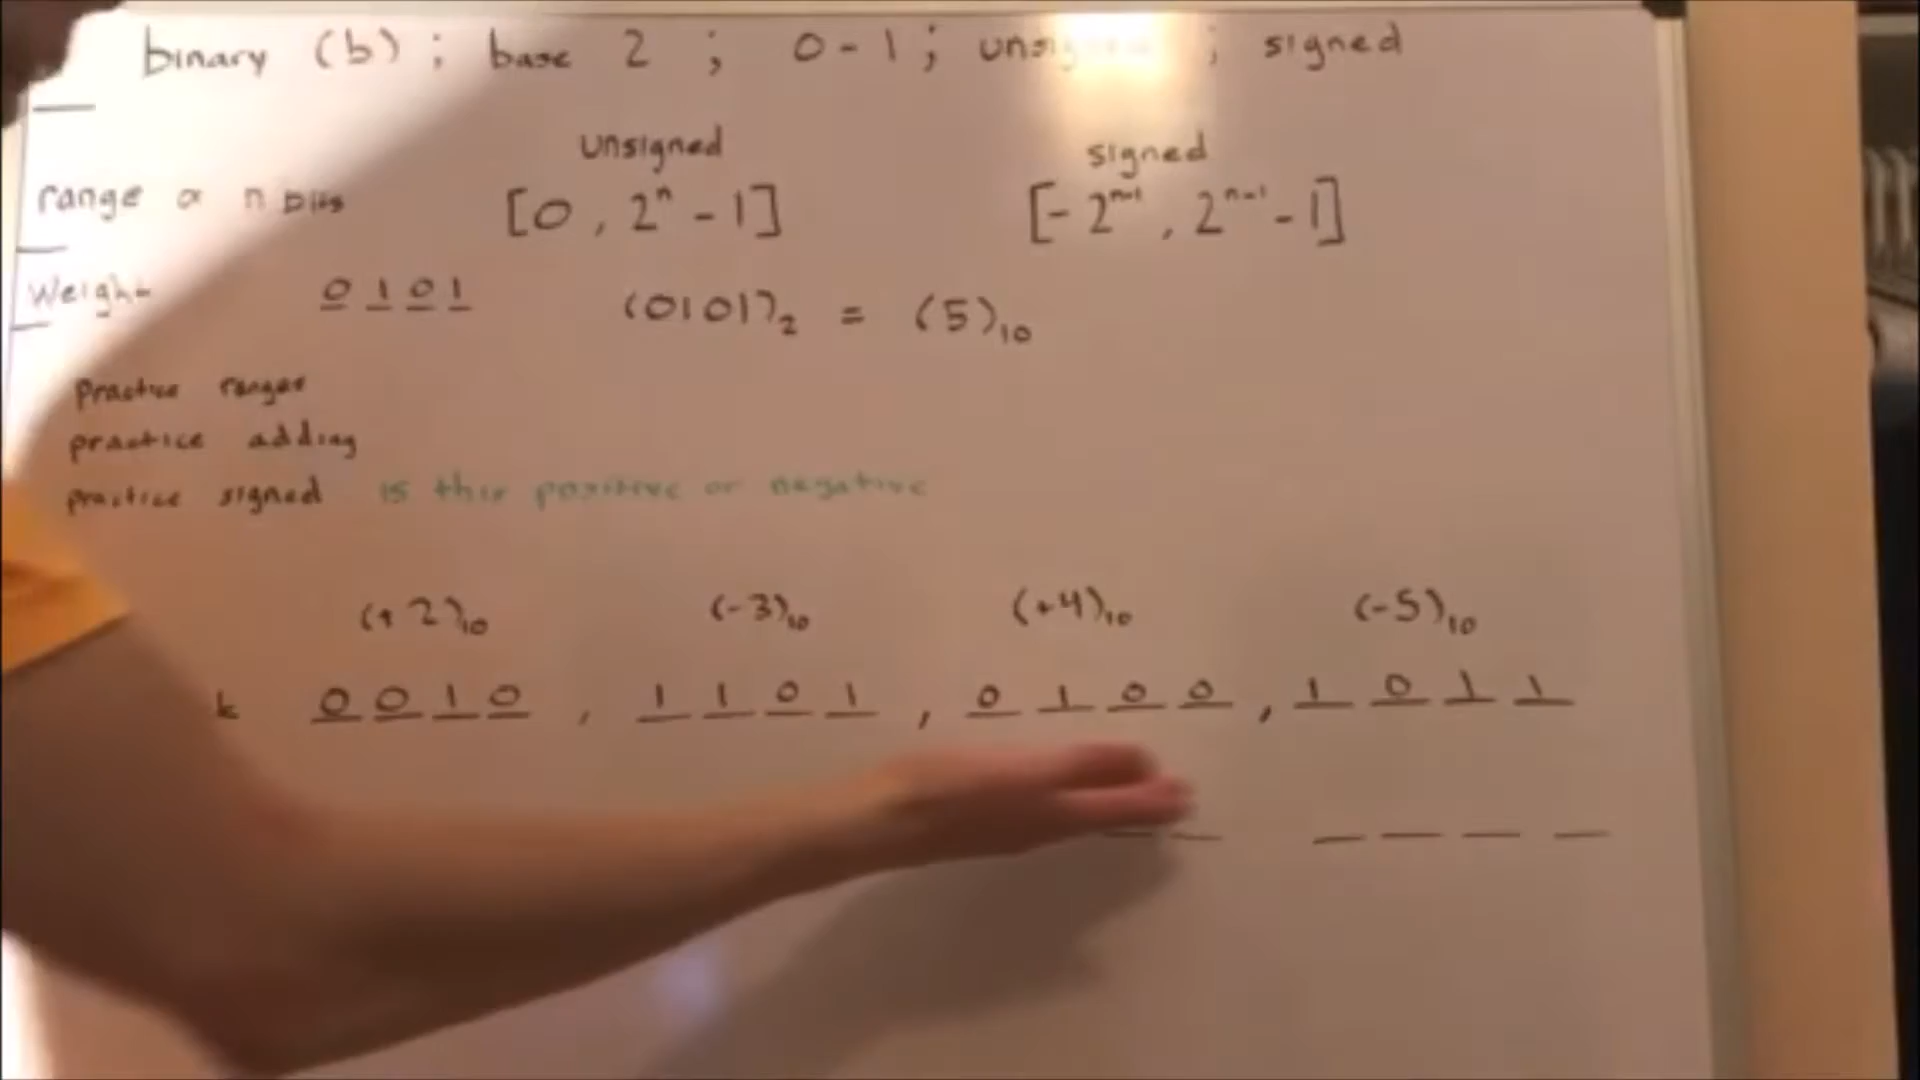 binary (b) ; base 2 ; 0-1 ; ; signed
unsigned signed
range n bits [0, 2ⁿ - 1] [-2ⁿ⁻¹, 2ⁿ⁻¹ - 1]
Weight 0 1 0 1 (0101)₂ = (5)₁₀
Practice ranges
practice adding
practice signed is this positive or negative
(+2)₁₀ (-3)₁₀ (+4)₁₀ (-5)₁₀
k 0 0 1 0 , 1 1 0 1 , 0 1 0 0 , 1 0 1 1